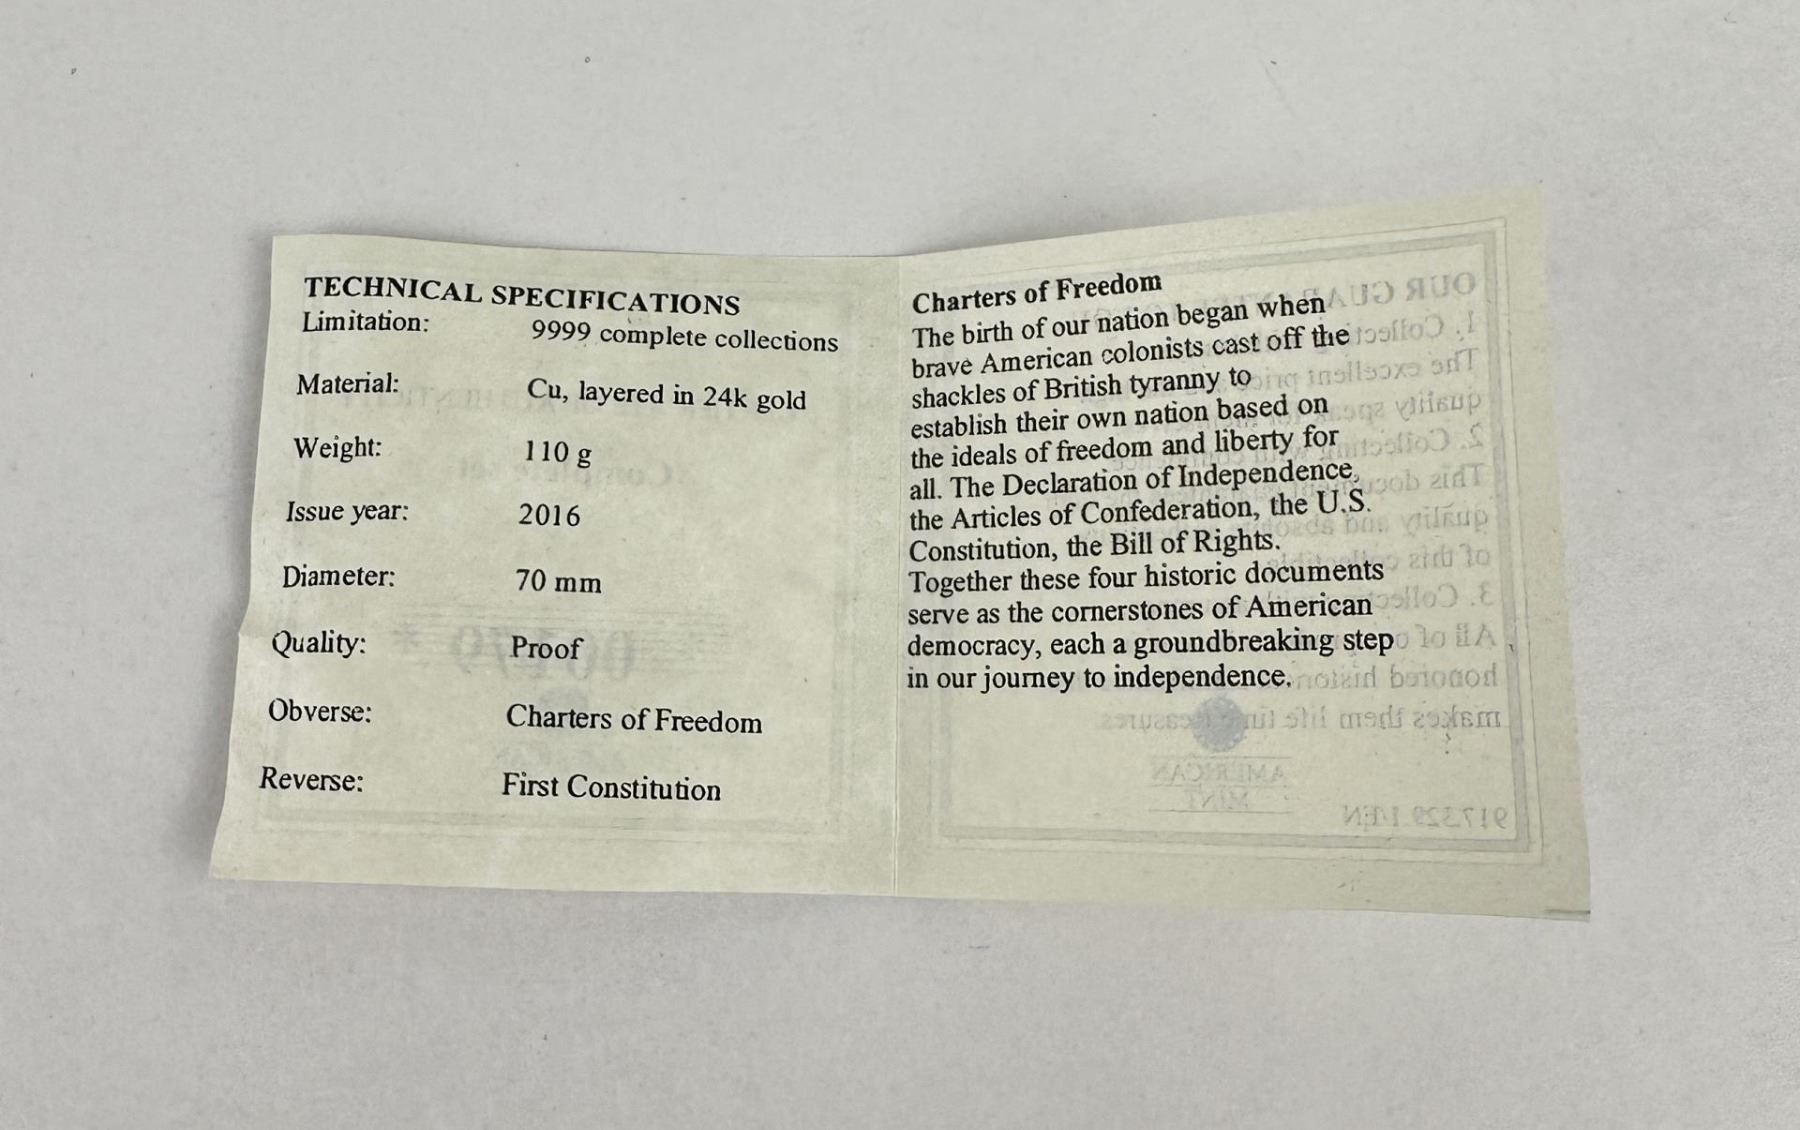 TECHNICAL SPECIFICATIONS
Limitation: 9999 complete collections
Material: Cu, layered in 24k gold
Weight: 110 g
Issue year: 2016
Diameter: 70 mm
Quality: Proof
Obverse: Charters of Freedom
Reverse: First Constitution
Charters of Freedom
The birth of our nation began when
brave American colonists cast off the
shackles of British tyranny to
establish their own nation based on
the ideals of freedom and liberty for
all. The Declaration of Independence,
the Articles of Confederation, the U.S.
Constitution, the Bill of Rights.
Together these four historic documents
serve as the cornerstones of American
democracy, each a groundbreaking step
in our journey to independence.
AMERICAN
MINT